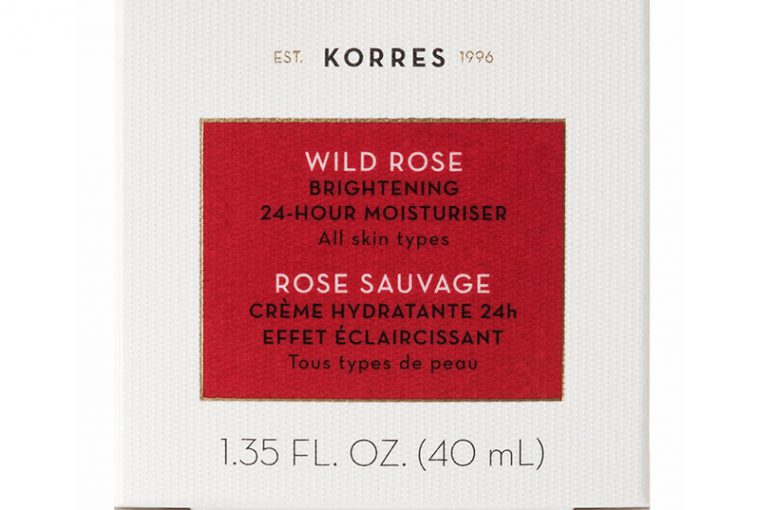 EST. KORRES 1996
WILD ROSE
BRIGHTENING
24-HOUR MOISTURISER
All skin types
ROSE SAUVAGE
CRÈME HYDRATANTE 24h
EFFET ÉCLAIRCISSANT
Tous types de peau
1.35 FL. OZ. (40 mL)